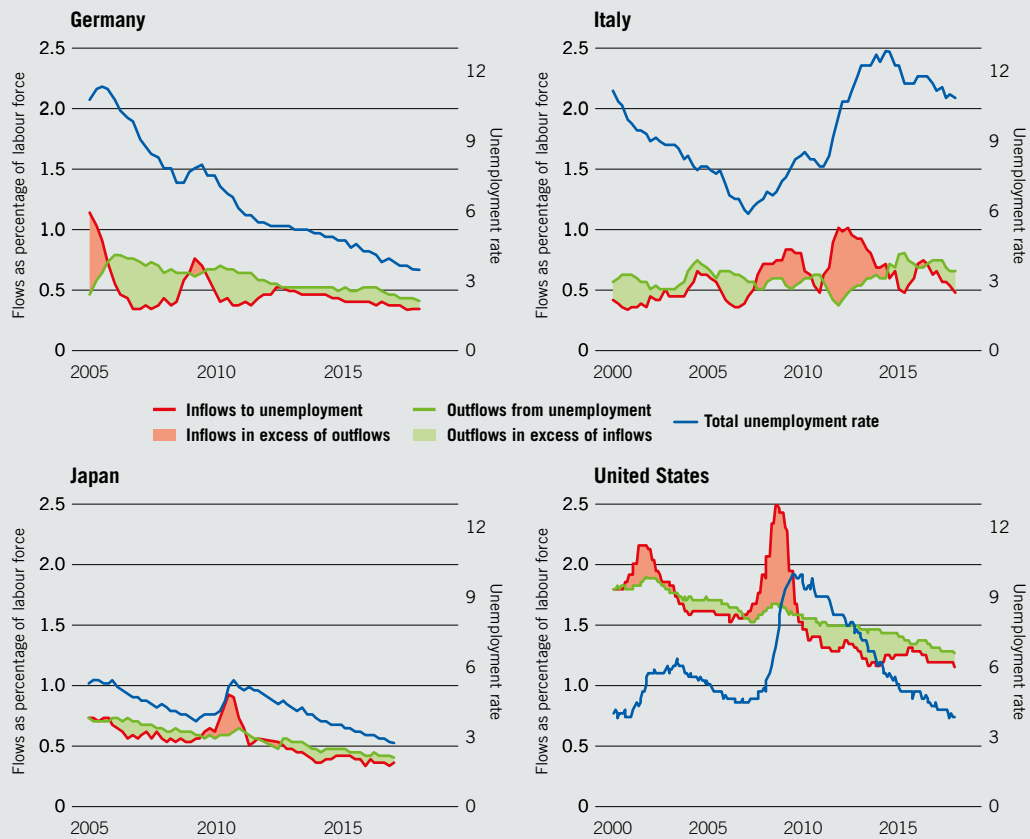 Germany
2.5
2.0
1.5
1.0
0.5
0
Flows as percentage of labour force
12
9
6
3
0
Unemployment rate
2005 2010 2015
Italy
2.5
2.0
1.5
1.0
0.5
0
Flows as percentage of labour force
12
9
6
3
0
Unemployment rate
2000 2005 2010 2015
Inflows to unemployment
Outflows from unemployment
Total unemployment rate
Inflows in excess of outflows
Outflows in excess of inflows
Japan
2.5
2.0
1.5
1.0
0.5
0
Flows as percentage of labour force
12
9
6
3
0
Unemployment rate
2005 2010 2015
United States
2.5
2.0
1.5
1.0
0.5
0
Flows as percentage of labour force
12
9
6
3
0
Unemployment rate
2000 2005 2010 2015